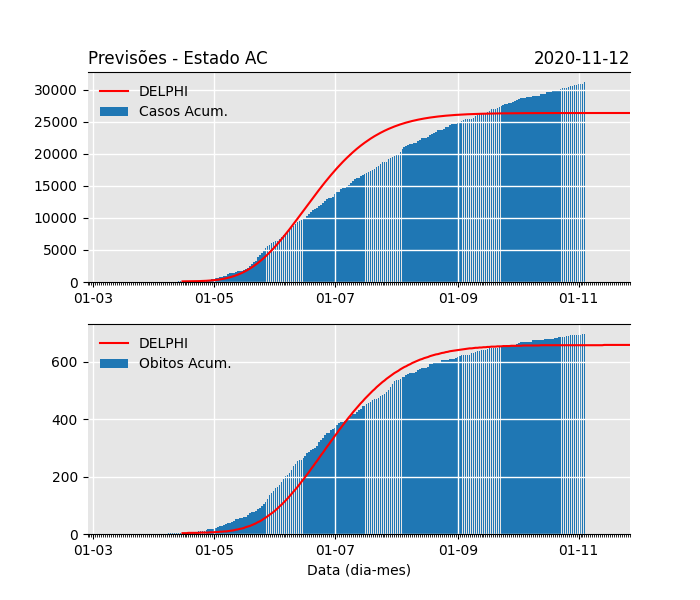 Previsões - Estado AC 2020-11-12
DELPHI
Casos Acum.
30000
25000
20000
15000
10000
5000
0
01-03 01-05 01-07 01-09 01-11
DELPHI
Obitos Acum.
600
400
200
0
01-03 01-05 01-07 01-09 01-11
Data (dia-mes)